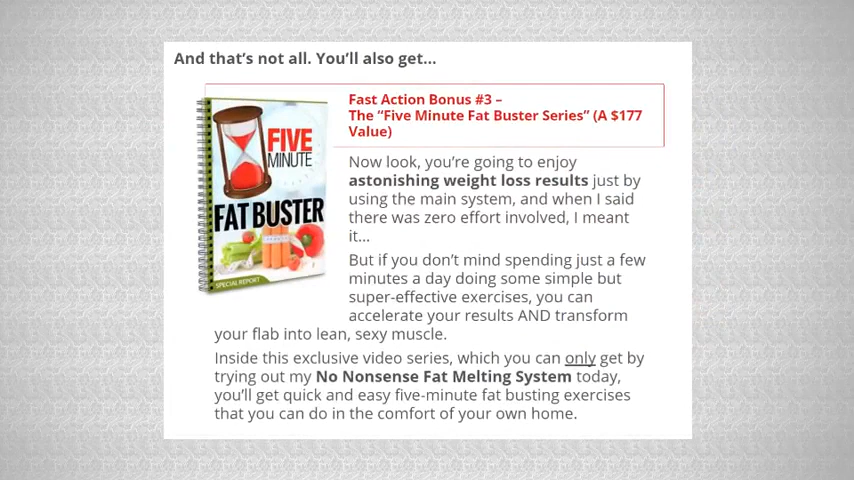 And that's not all. You'll also get...
Fast Action Bonus #3 –
The "Five Minute Fat Buster Series" (A $177
Value)
FIVE
MINUTE
FAT BUSTER
SPECIAL REPORT
Now look, you're going to enjoy
astonishing weight loss results just by
using the main system, and when I said
there was zero effort involved, I meant
it...
But if you don't mind spending just a few
minutes a day doing some simple but
super-effective exercises, you can
accelerate your results AND transform
your flab into lean, sexy muscle.
Inside this exclusive video series, which you can only get by
trying out my No Nonsense Fat Melting System today,
you'll get quick and easy five-minute fat busting exercises
that you can do in the comfort of your own home.